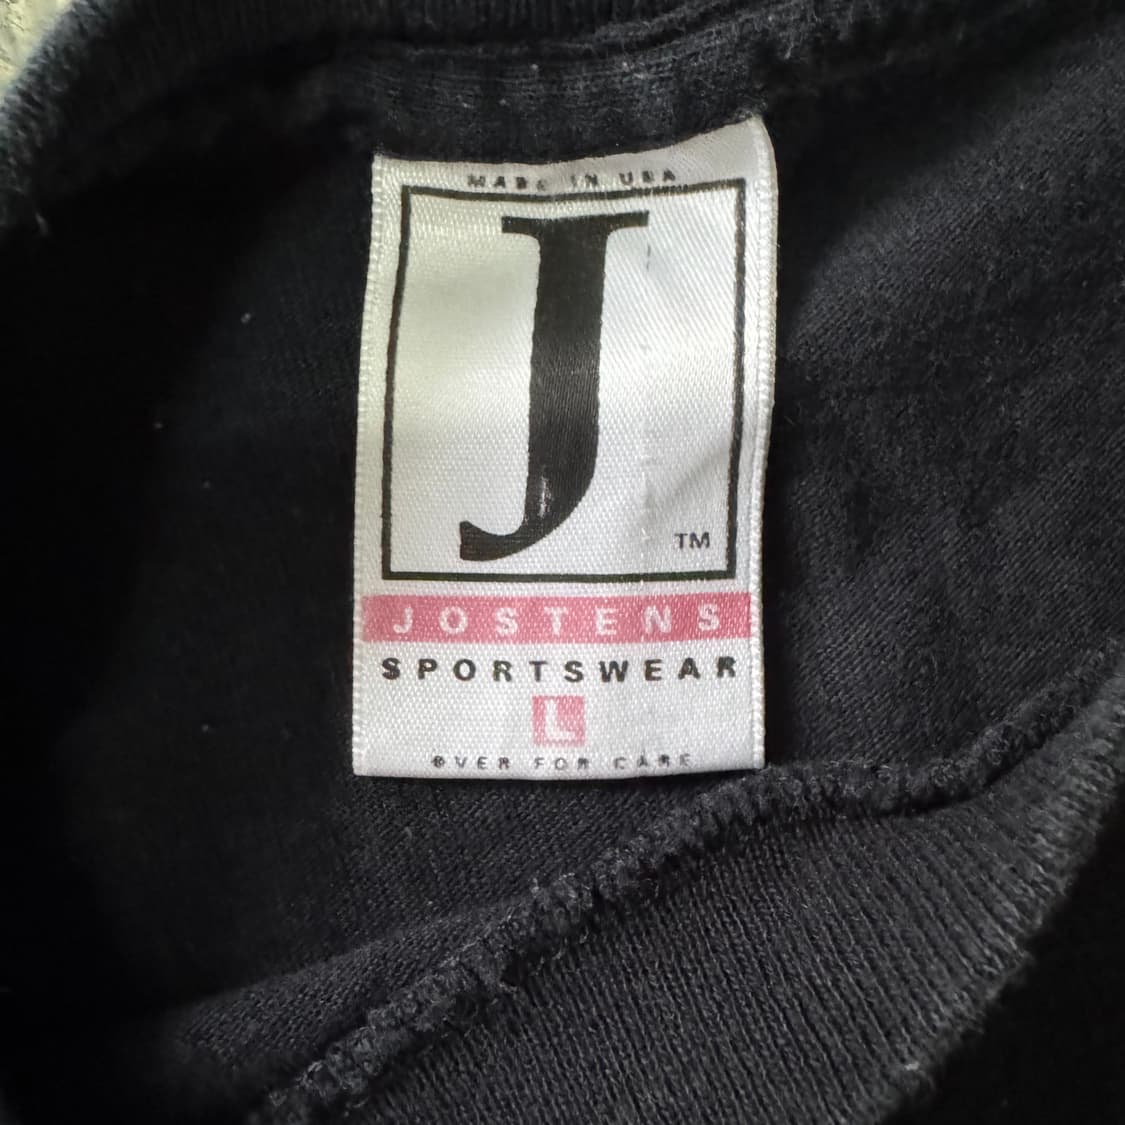 MADE IN USA
J
TM
JOSTENS
SPORTSWEAR
L
OVER FOR CARE